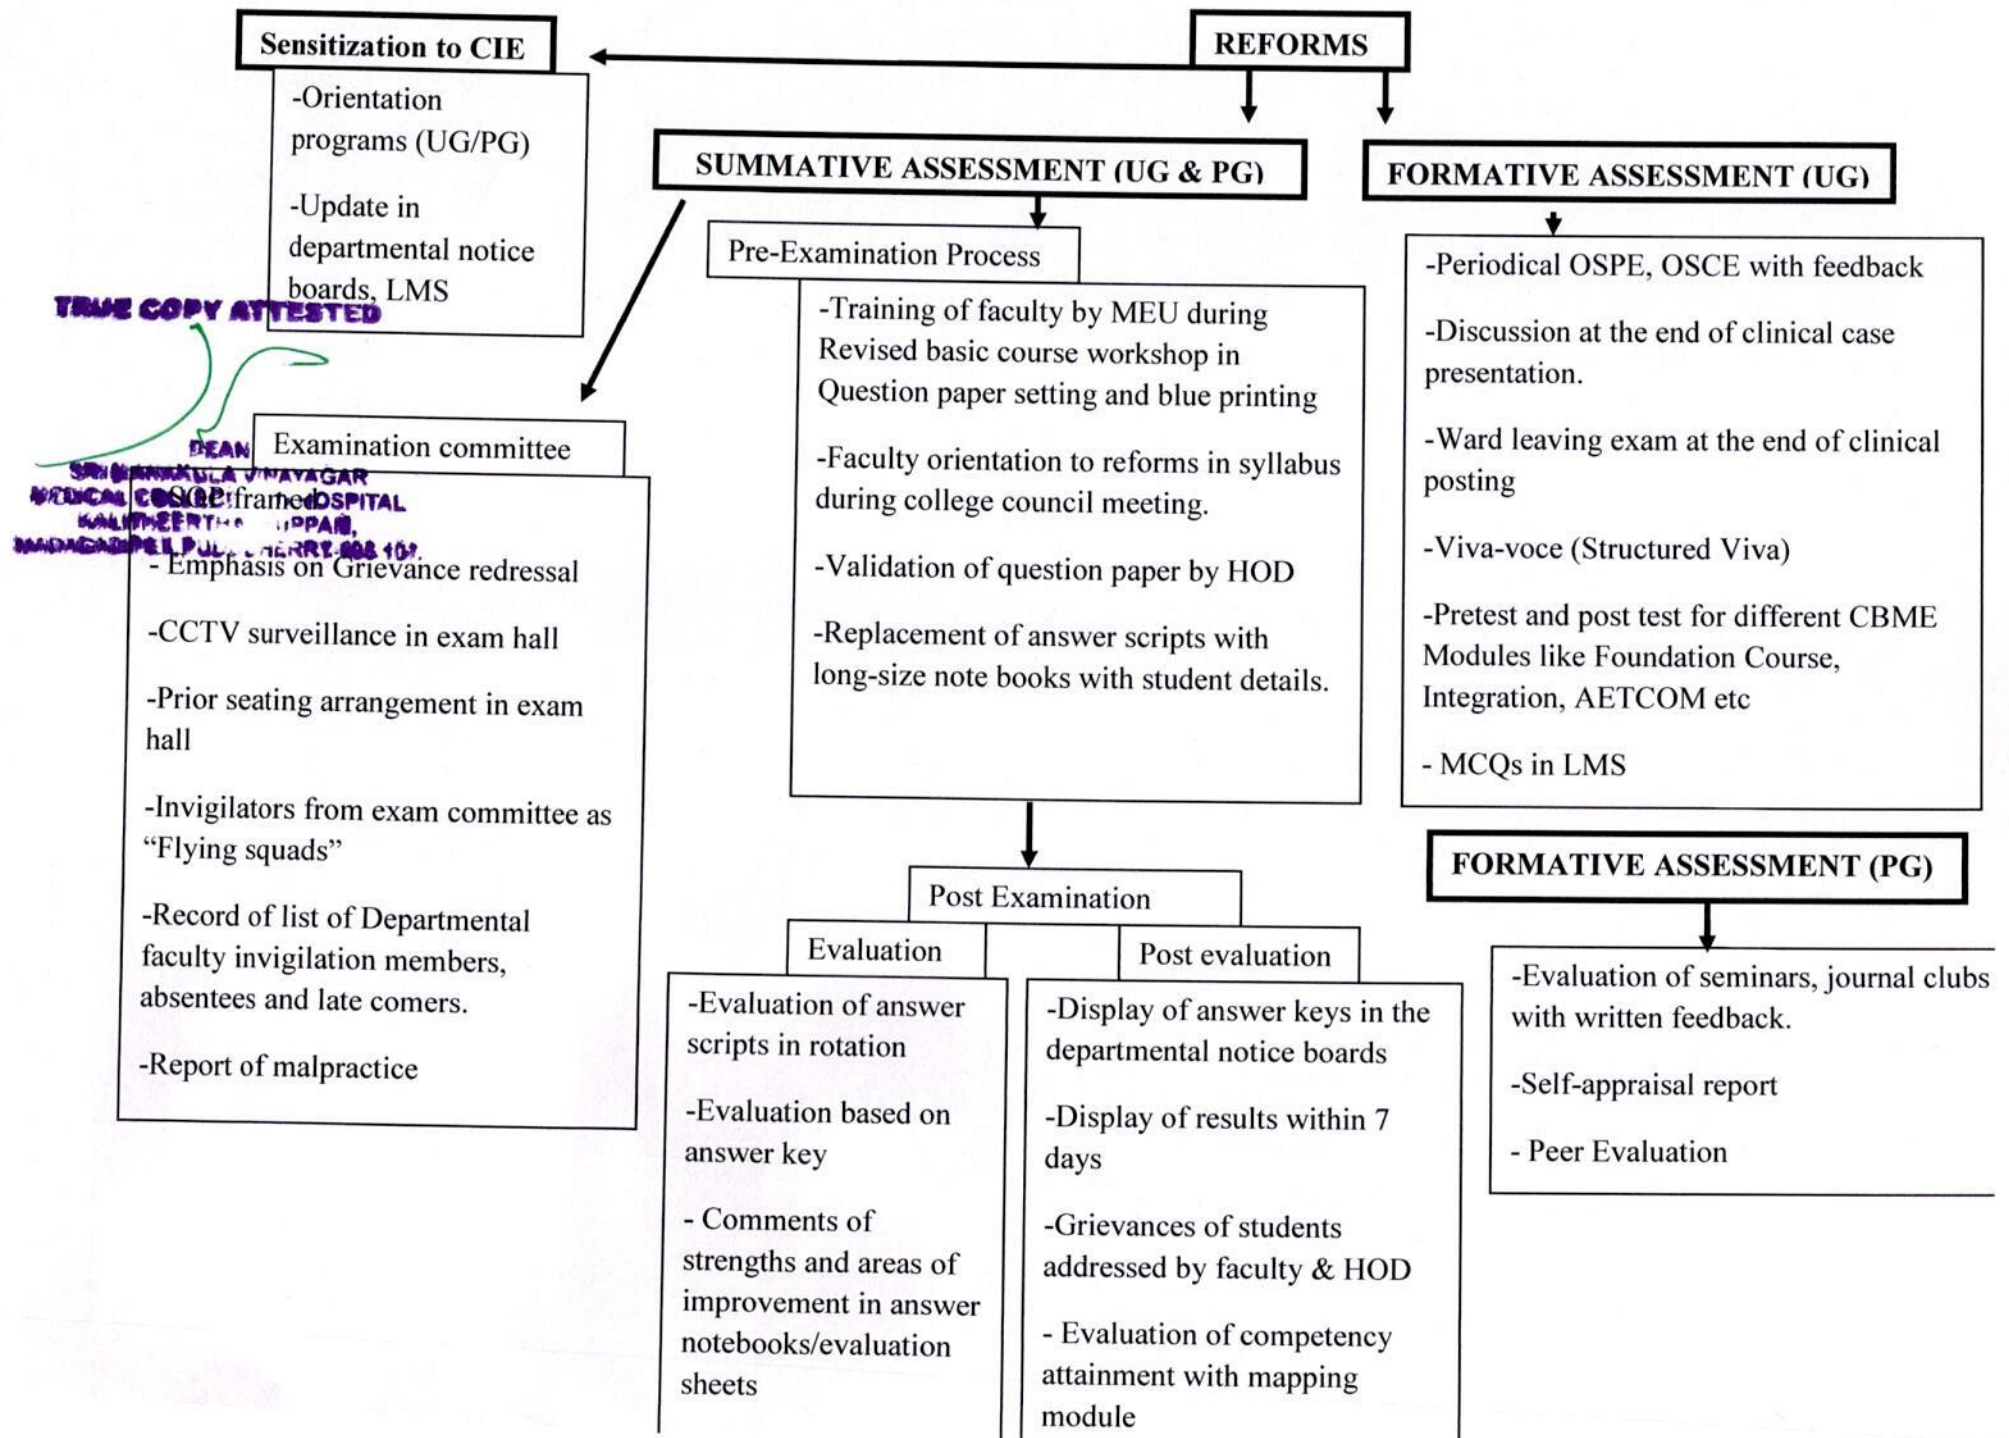 Sensitization to CIE
REFORMS
-Orientation
programs (UG/PG)
-Update in
departmental notice
boards, LMS
TRUE COPY ATTESTED
SUMMATIVE ASSESSMENT (UG & PG)
FORMATIVE ASSESSMENT (UG)
Pre-Examination Process
-Training of faculty by MEU during
Revised basic course workshop in
Question paper setting and blue printing
-Faculty orientation to reforms in syllabus
during college council meeting.
-Validation of question paper by HOD
-Replacement of answer scripts with
long-size note books with student details.
-Periodical OSPE, OSCE with feedback
-Discussion at the end of clinical case
presentation.
-Ward leaving exam at the end of clinical
posting
-Viva-voce (Structured Viva)
-Pretest and post test for different CBME
Modules like Foundation Course,
Integration, AETCOM etc
- MCQs in LMS
DEAN
Examination committee
VINAYAGAR
MEDICAL HOSPITAL
SOP framed
- Emphasis on Grievance redressal
-CCTV surveillance in exam hall
-Prior seating arrangement in exam
hall
-Invigilators from exam committee as
“Flying squads”
-Record of list of Departmental
faculty invigilation members,
absentees and late comers.
-Report of malpractice
Post Examination
Evaluation
-Evaluation of answer
scripts in rotation
-Evaluation based on
answer key
- Comments of
strengths and areas of
improvement in answer
notebooks/evaluation
sheets
Post evaluation
-Display of answer keys in the
departmental notice boards
-Display of results within 7
days
-Grievances of students
addressed by faculty & HOD
- Evaluation of competency
attainment with mapping
module
FORMATIVE ASSESSMENT (PG)
-Evaluation of seminars, journal clubs
with written feedback.
-Self-appraisal report
- Peer Evaluation